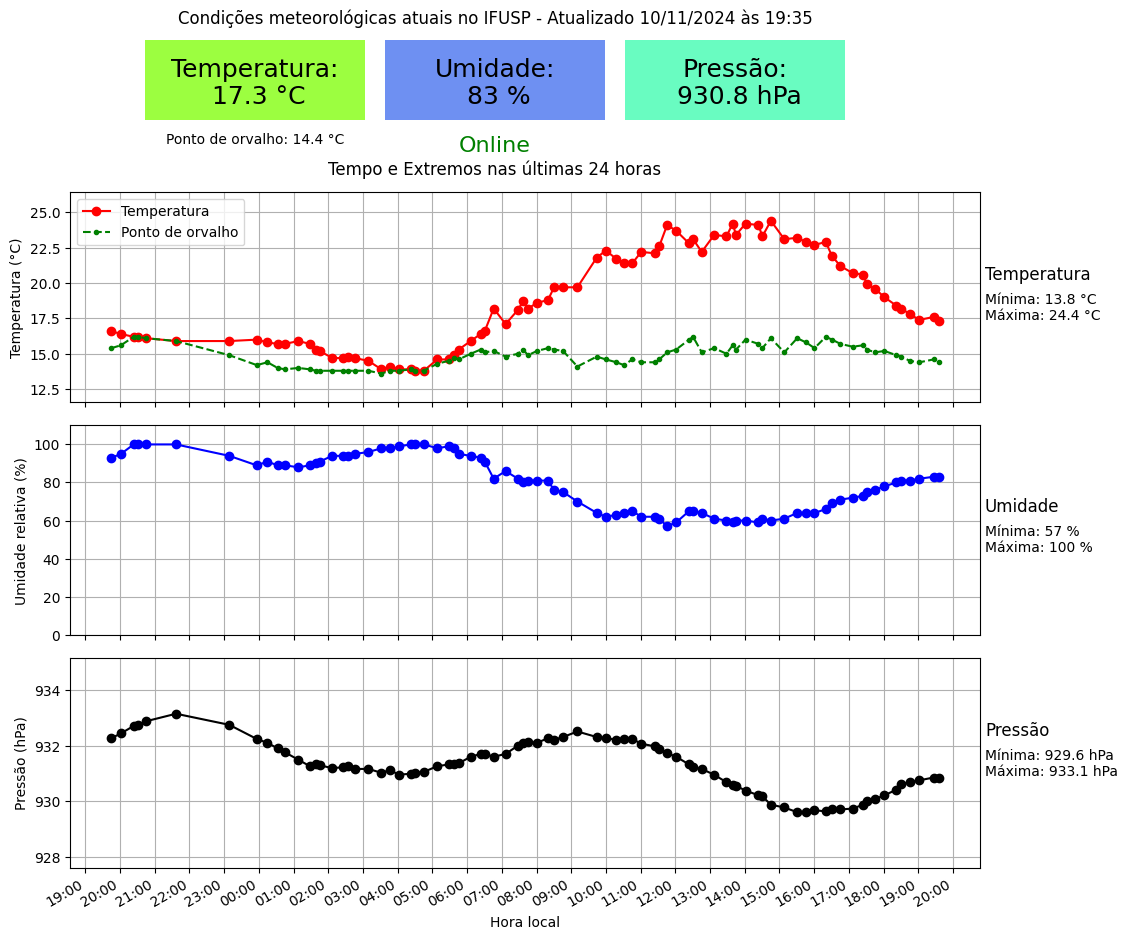 Condições meteorológicas atuais no IFUSP - Atualizado 10/11/2024 às 19:35
Temperatura:
17.3 °C
Umidade:
83 %
Pressão:
930.8 hPa
Ponto de orvalho: 14.4 °C
Online
Tempo e Extremos nas últimas 24 horas
Temperatura (°C)
25.0
22.5
20.0
17.5
15.0
12.5
Temperatura
Ponto de orvalho
Temperatura
Mínima: 13.8 °C
Máxima: 24.4 °C
Umidade relativa (%)
100
80
60
40
20
0
Umidade
Mínima: 57 %
Máxima: 100 %
Pressão (hPa)
934
932
930
928
Pressão
Mínima: 929.6 hPa
Máxima: 933.1 hPa
19:00 20:00 21:00 22:00 23:00 00:00 01:00 02:00 03:00 04:00 05:00 06:00 07:00 08:00 09:00 10:00 11:00 12:00 13:00 14:00 15:00 16:00 17:00 18:00 19:00 20:00
Hora local